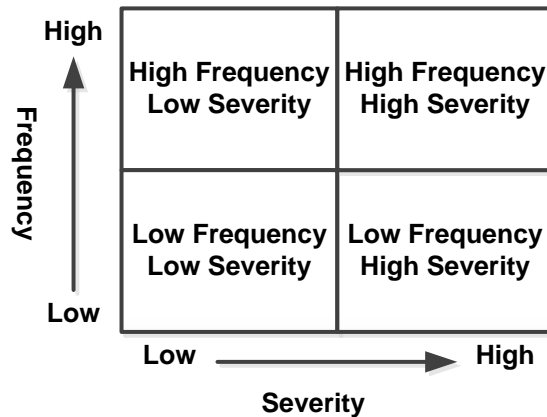 High
High Frequency
Low Severity
High Frequency
High Severity
Frequency
Low Frequency
Low Severity
Low Frequency
High Severity
Low
Low
High
Severity